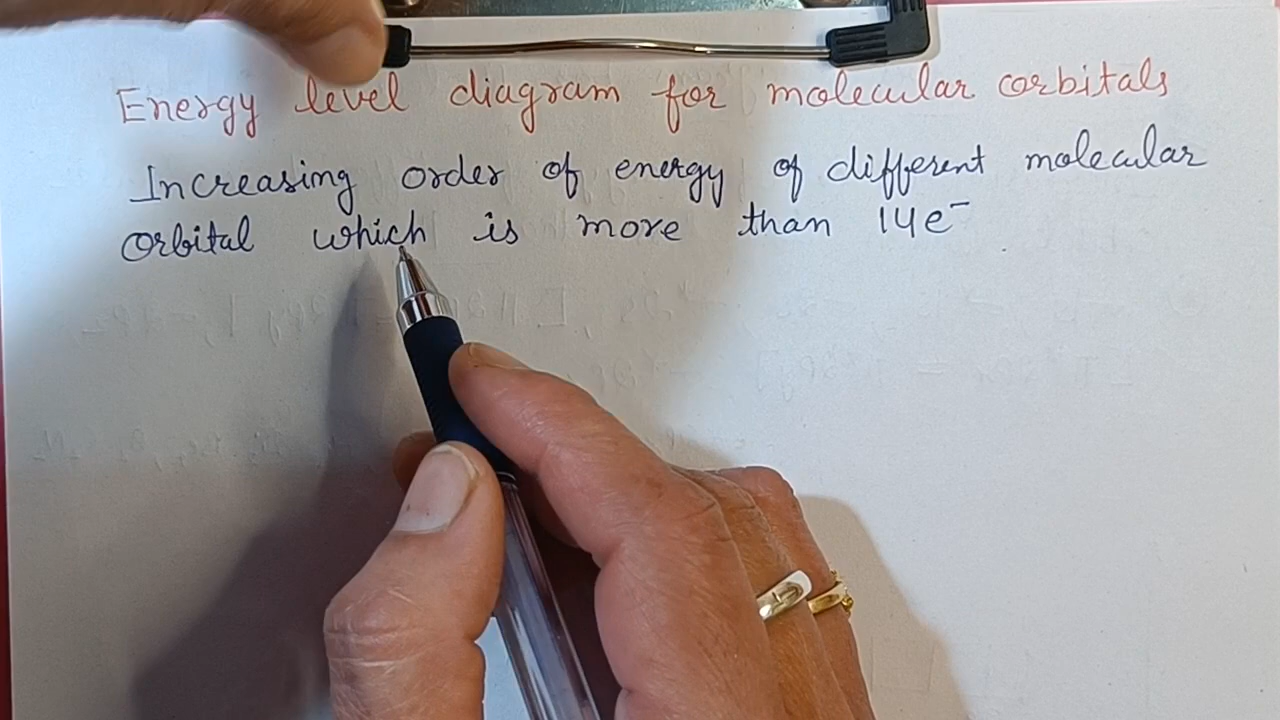 Energy level diagram for molecular orbitals
Increasing order of energy of different molecular
orbital which is more than 14e⁻